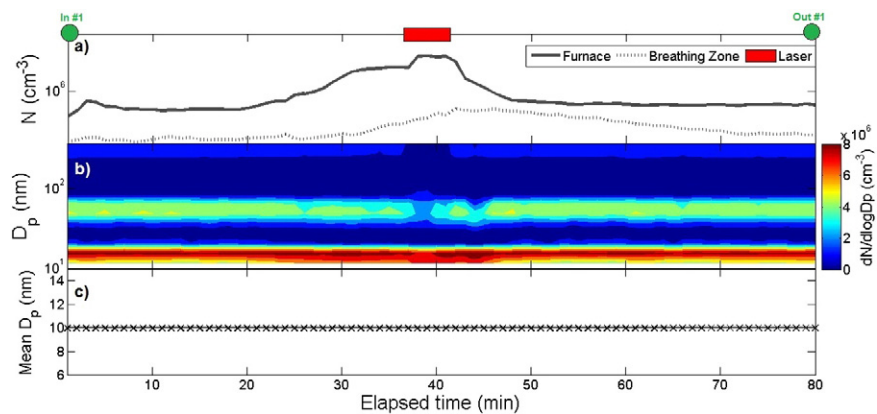 In #1
Out #1
a)
Furnace
Breathing Zone
Laser
N (cm-3)
10^6
x 10^6
b)
D_p (nm)
10^2
10^1
8
6
4
2
0
dN/dlogDp (cm-3)
c)
Mean D_p (nm)
14
12
10
8
6
10 20 30 40 50 60 70 80
Elapsed time (min)